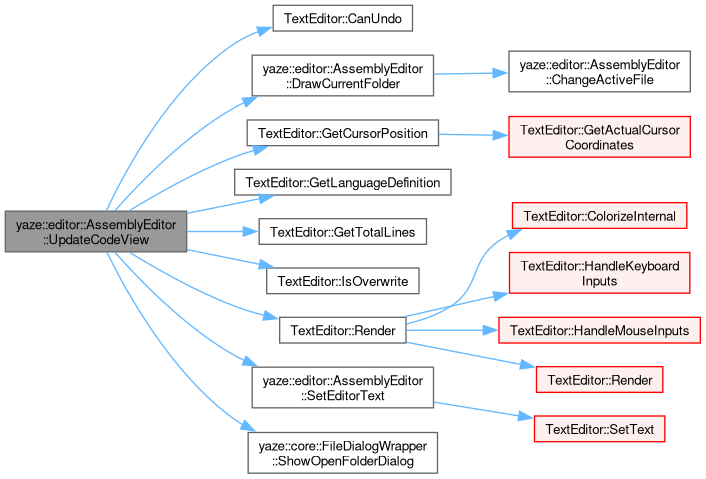 TextEditor::CanUndo
yaze::editor::AssemblyEditor
::DrawCurrentFolder
yaze::editor::AssemblyEditor
::ChangeActiveFile
TextEditor::GetCursorPosition
TextEditor::GetActualCursor
Coordinates
TextEditor::GetLanguageDefinition
yaze::editor::AssemblyEditor
::UpdateCodeView
TextEditor::GetTotalLines
TextEditor::ColorizeInternal
TextEditor::IsOverwrite
TextEditor::HandleKeyboard
Inputs
TextEditor::Render
TextEditor::HandleMouseInputs
yaze::editor::AssemblyEditor
::SetEditorText
TextEditor::Render
TextEditor::SetText
yaze::core::FileDialogWrapper
::ShowOpenFolderDialog